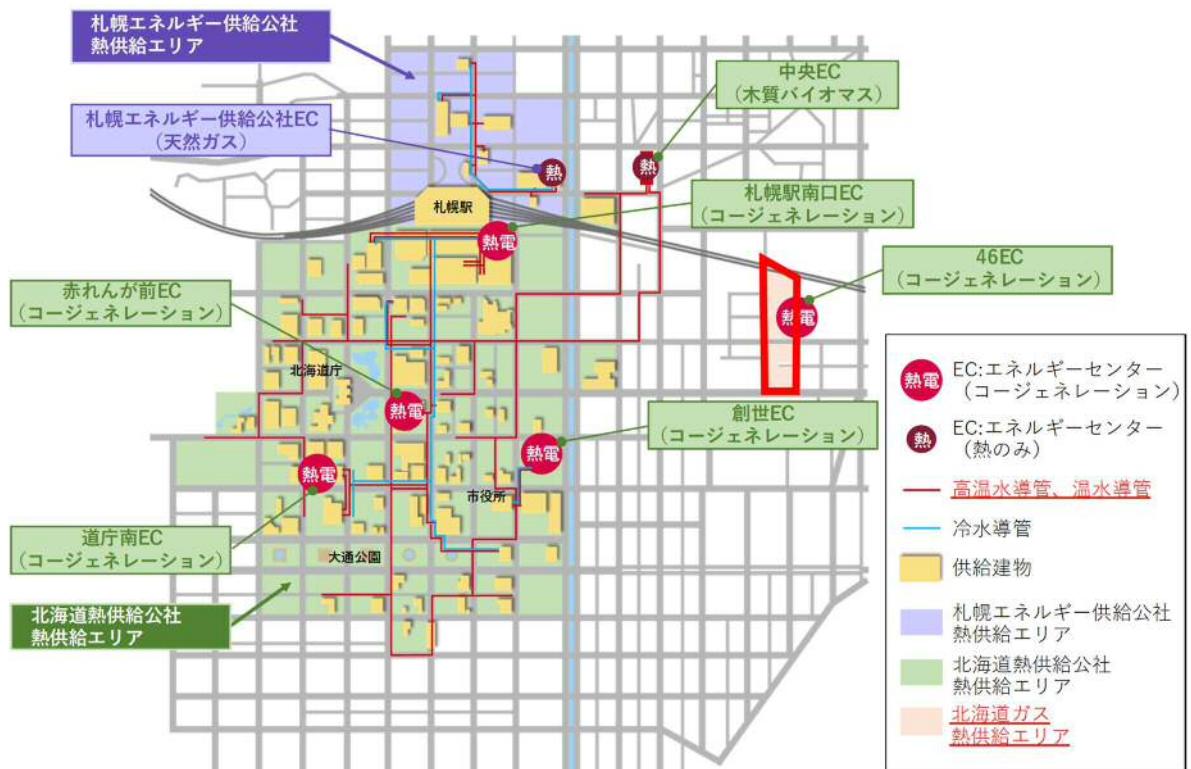 札幌エネルギー供給公社
熱供給エリア
中央EC
(木質バイオマス)
札幌エネルギー供給公社EC
(天然ガス)
熱
熱
札幌駅南口EC
(コージェネレーション)
札幌駅
熱電
46EC
(コージェネレーション)
赤れんが前EC
(コージェネレーション)
熱電
北海道庁
熱電
創世EC
(コージェネレーション)
熱電
熱電
市役所
道庁南EC
(コージェネレーション)
大通公園
北海道熱供給公社
熱供給エリア
熱電
EC:エネルギーセンター
(コージェネレーション)
熱
EC:エネルギーセンター
(熱のみ)
高温水導管、温水導管
冷水導管
供給建物
札幌エネルギー供給公社
熱供給エリア
北海道熱供給公社
熱供給エリア
北海道ガス
熱供給エリア